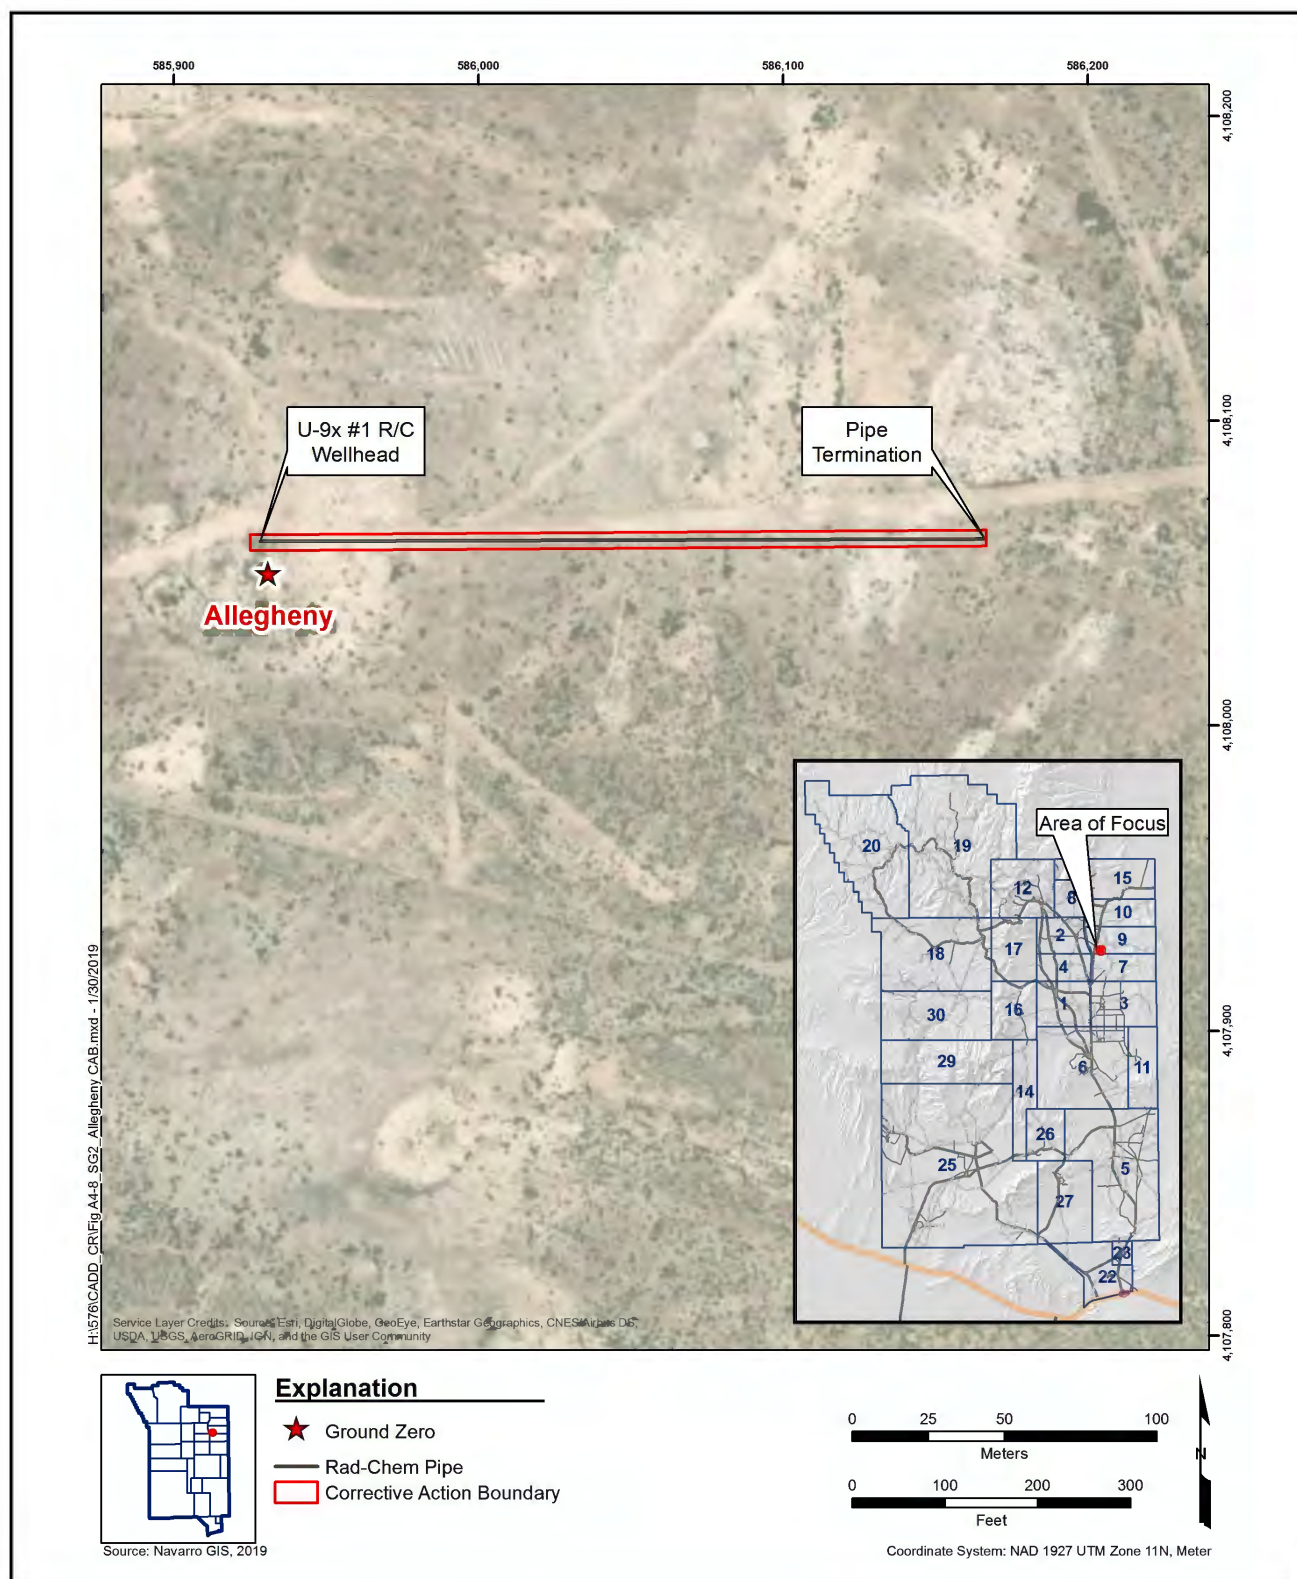 585,900
586,000
586,100
586,200
4,108,200
4,108,100
4,108,000
4,107,900
4,107,800
U-9x #1 R/C
Wellhead
Pipe
Termination
Allegheny
Area of Focus
20
19
15
12
8
10
2
9
18
17
4
7
30
16
1
3
29
6
11
14
26
25
5
27
23
22
H:\576\CADD_CR\Fig A4-8_SG2_Allegheny CAB.mxd - 1/30/2019
Service Layer Credits: Source: Esri, DigitalGlobe, GeoEye, Earthstar Geographics, CNES/Airbus DS,
USDA, USGS, AeroGRID, IGN, and the GIS User Community
Explanation
Ground Zero
Rad-Chem Pipe
Corrective Action Boundary
0 25 50 100
Meters
0 100 200 300
Feet
N
Source: Navarro GIS, 2019
Coordinate System: NAD 1927 UTM Zone 11N, Meter